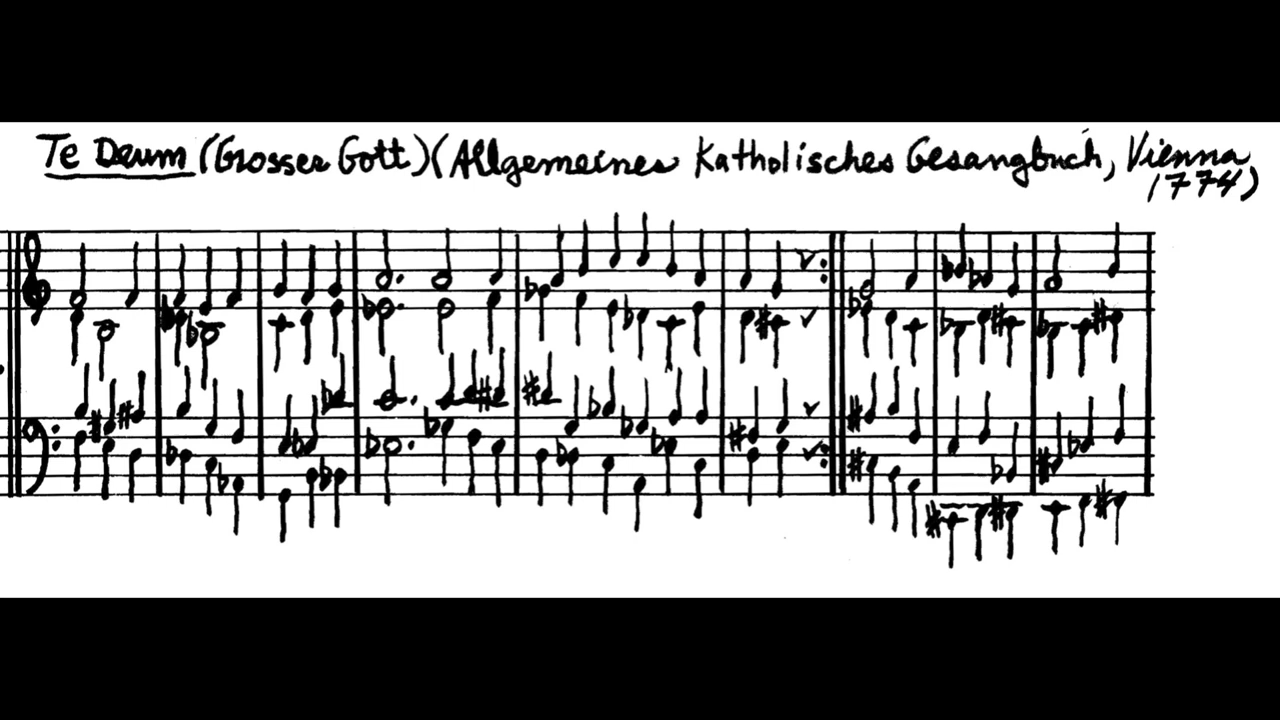 Te Deum (Grosser Gott) (Allgemeines Katholisches Gesangbuch, Vienna
1774)